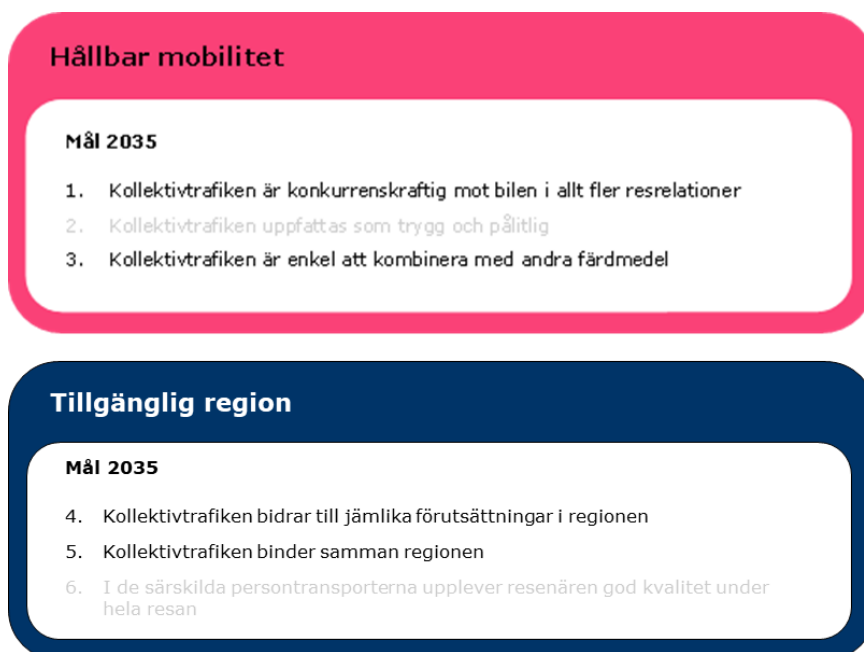 Hållbar mobilitet
Mål 2035
1. Kollektivtrafiken är konkurrenskraftig mot bilen i allt fler resrelationer
2. Kollektivtrafiken uppfattas som trygg och pålitlig
3. Kollektivtrafiken är enkel att kombinera med andra färdmedel
Tillgänglig region
Mål 2035
4. Kollektivtrafiken bidrar till jämlika förutsättningar i regionen
5. Kollektivtrafiken binder samman regionen
6. I de särskilda persontransporterna upplever resenären god kvalitet under
hela resan